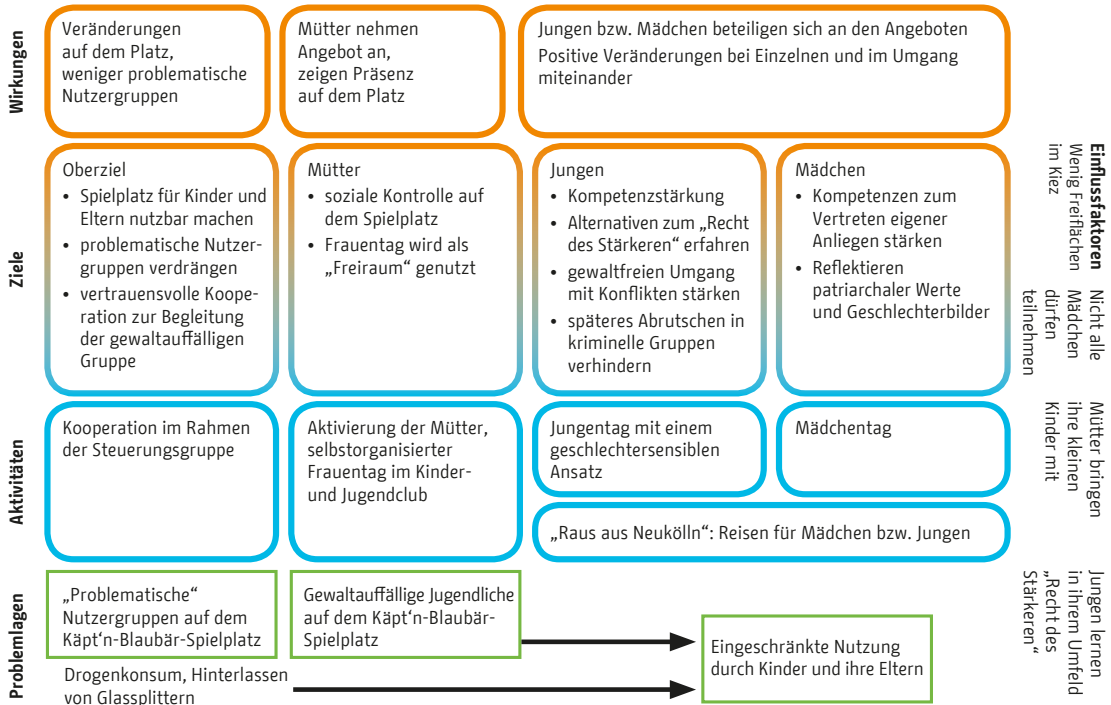 Wirkungen
Veränderungen
auf dem Platz,
weniger problematische
Nutzergruppen
Mütter nehmen
Angebot an,
zeigen Präsenz
auf dem Platz
Jungen bzw. Mädchen beteiligen sich an den Angeboten
Positive Veränderungen bei Einzelnen und im Umgang
miteinander
Ziele
Oberziel
• Spielplatz für Kinder und
Eltern nutzbar machen
• problematische Nutzer-
gruppen verdrängen
• vertrauensvolle Koope-
ration zur Begleitung
der gewaltauffälligen
Gruppe
Mütter
• soziale Kontrolle auf
dem Spielplatz
• Frauentag wird als
„Freiraum“ genutzt
Jungen
• Kompetenzstärkung
• Alternativen zum „Recht
des Stärkeren“ erfahren
• gewaltfreien Umgang
mit Konflikten stärken
• späteres Abrutschen in
kriminelle Gruppen
verhindern
Mädchen
• Kompetenzen zum
Vertreten eigener
Anliegen stärken
• Reflektieren
patriarchaler Werte
und Geschlechterbilder
Aktivitäten
Kooperation im Rahmen
der Steuerungsgruppe
Aktivierung der Mütter,
selbstorganisierter
Frauentag im Kinder-
und Jugendclub
Jungentag mit einem
geschlechtersensiblen
Ansatz
Mädchentag
„Raus aus Neukölln“: Reisen für Mädchen bzw. Jungen
Problemlagen
„Problematische“
Nutzergruppen auf dem
Käpt‘n-Blaubär-Spielplatz
Gewaltauffällige Jugendliche
auf dem Käpt‘n-Blaubär-
Spielplatz
Drogenkonsum, Hinterlassen
von Glassplittern
Eingeschränkte Nutzung
durch Kinder und ihre Eltern
Einflussfaktoren
Wenig Freiflächen
im Kiez
Nicht alle
Mädchen
dürfen
teilnehmen
Mütter bringen
ihre kleinen
Kinder mit
Jungen lernen
in ihrem Umfeld
„Recht des
Stärkeren“